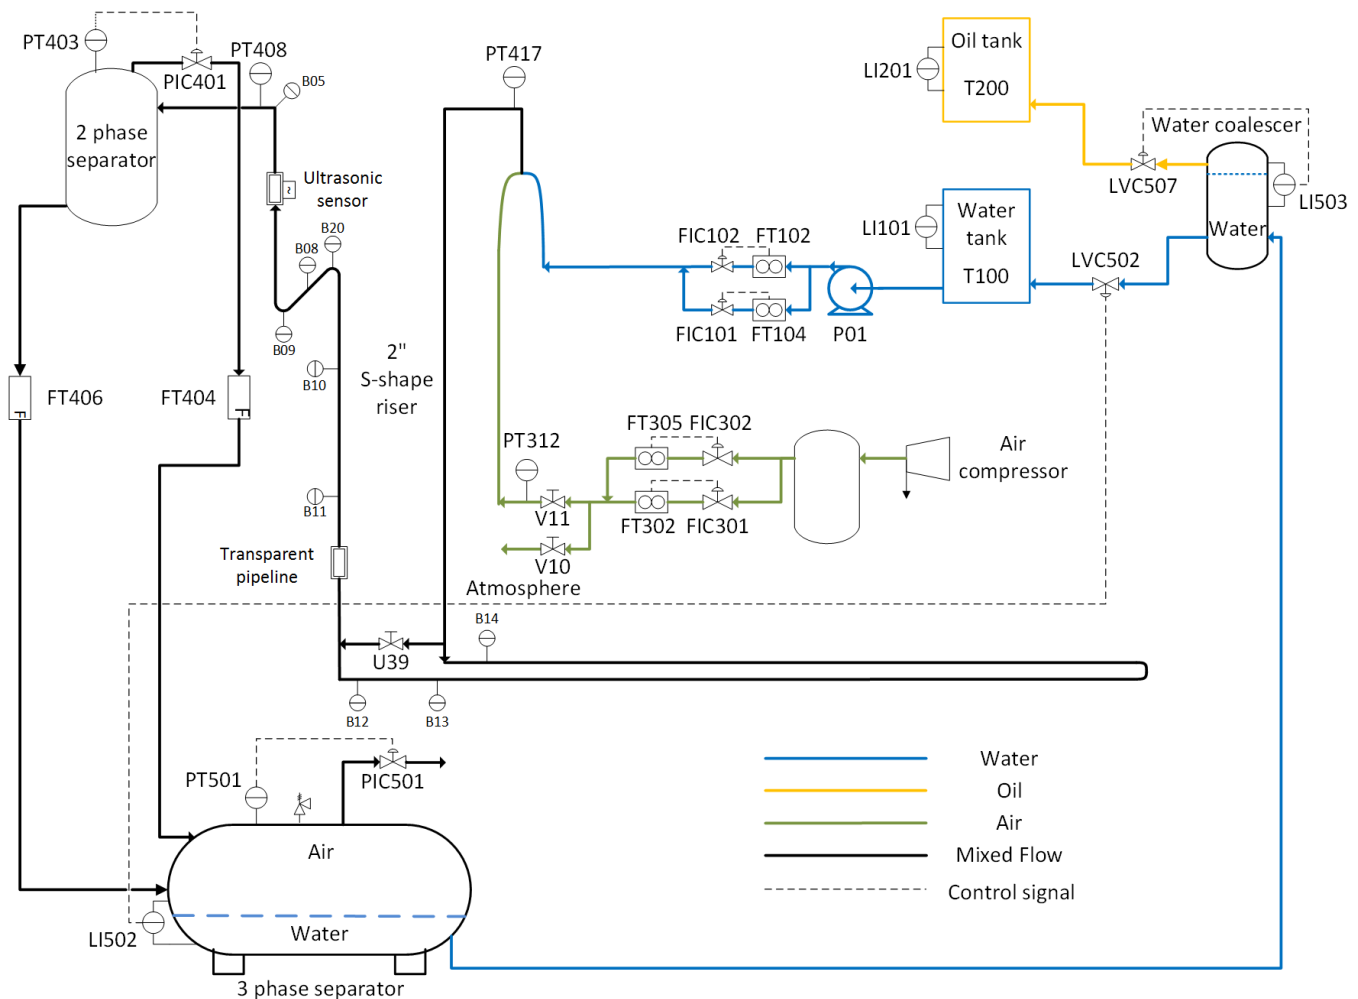 PT403
PIC401
PT408
B05
PT417
2 phase
separator
Ultrasonic
sensor
B20
B08
B09
B10
B11
2"
S-shape
riser
FT406
FT404
F
F
Transparent
pipeline
Oil tank
T200
LI201
Water coalescer
LVC507
LI503
Water
Water
tank
T100
LI101
LVC502
FIC102
FT102
FIC101
FT104
P01
FT305
FIC302
PT312
FT302
FIC301
V11
V10
Atmosphere
Air
compressor
B14
U39
B12
B13
PT501
PIC501
Air
Water
LI502
3 phase separator
Water
Oil
Air
Mixed Flow
Control signal